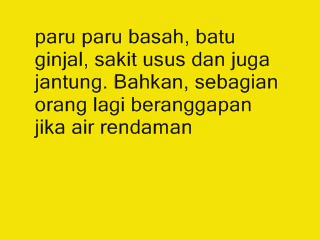 paru paru basah, batu
ginjal, sakit usus dan juga
jantung. Bahkan, sebagian
orang lagi beranggapan
jika air rendaman